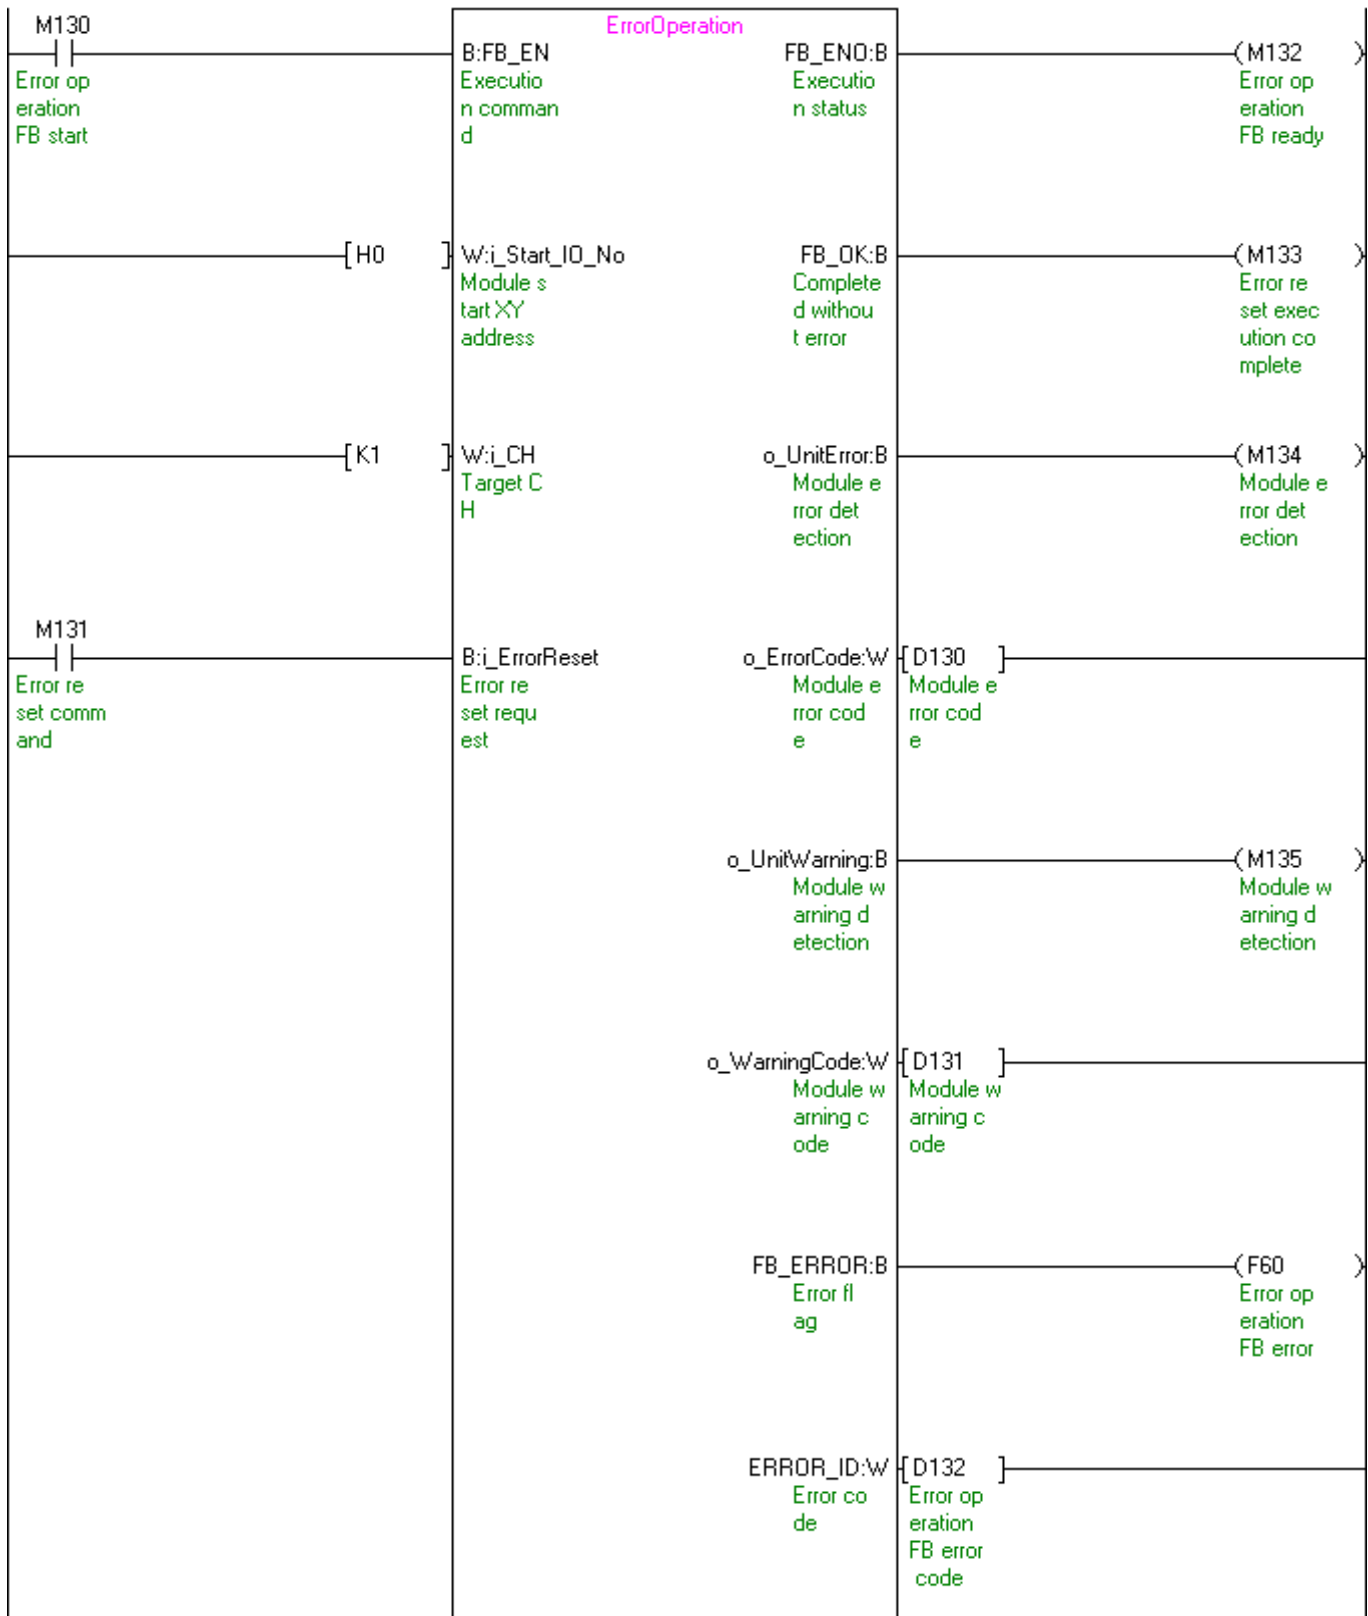 M130
ErrorOperation
B:FB_EN
FB_ENO:B
M132
Error op
eration
FB start
Executio
n comman
d
Executio
n status
Error op
eration
FB ready
H0
W:i_Start_IO_No
FB_OK:B
M133
Module s
tart XY
address
Complete
d withou
t error
Error re
set exec
ution co
mplete
K1
W:i_CH
o_UnitError:B
M134
Target C
H
Module e
rror det
ection
Module e
rror det
ection
M131
B:i_ErrorReset
o_ErrorCode:W
D130
Error re
set comm
and
Error re
set requ
est
Module e
rror cod
e
Module e
rror cod
e
o_UnitWarning:B
M135
Module w
arning d
etection
Module w
arning d
etection
o_WarningCode:W
D131
Module w
arning c
ode
Module w
arning c
ode
FB_ERROR:B
F60
Error fl
ag
Error op
eration
FB error
ERROR_ID:W
D132
Error co
de
Error op
eration
FB error
code